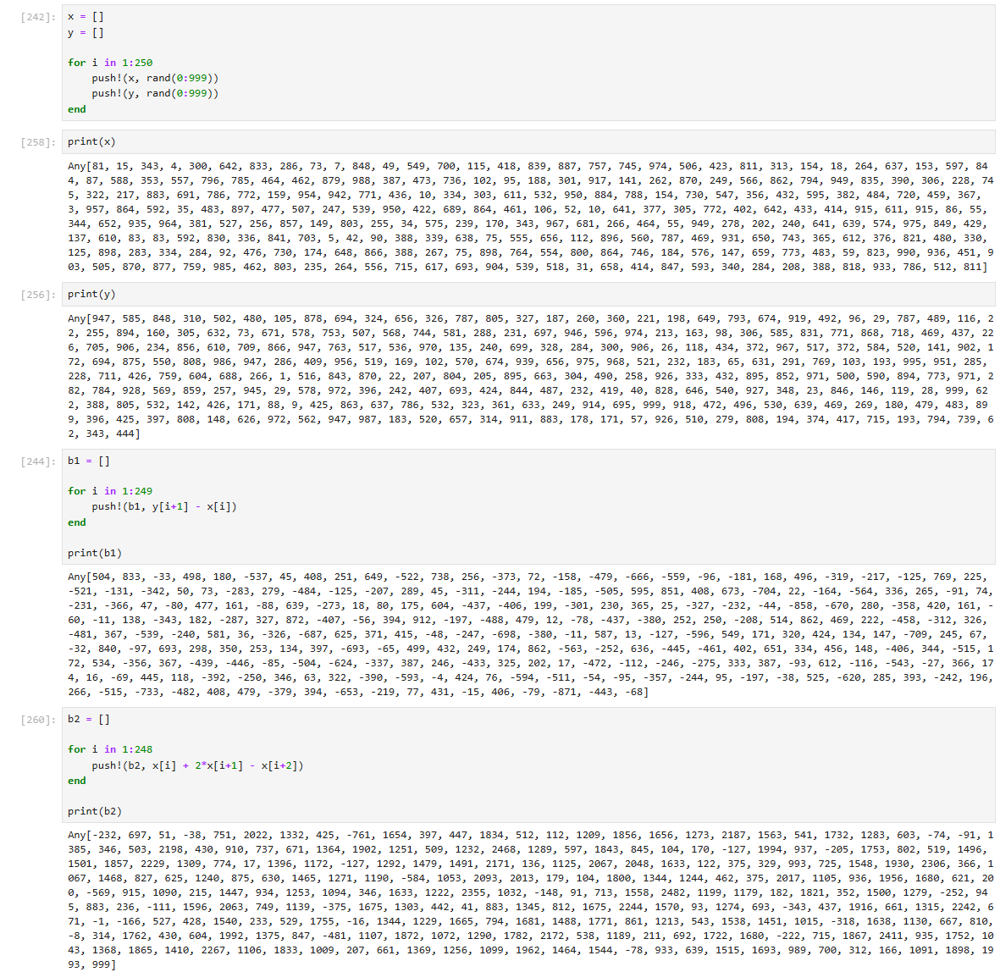 [242]:
x = []
y = []
for i in 1:250
push!(x, rand(0:999))
push!(y, rand(0:999))
end
[258]:
print(x)
Any[81, 15, 343, 4, 300, 642, 833, 286, 73, 7, 848, 49, 549, 700, 115, 418, 839, 887, 757, 745, 974, 506, 423, 811, 313, 154, 18, 264, 637, 153, 597, 84
4, 87, 588, 353, 557, 796, 785, 464, 462, 879, 988, 387, 473, 736, 102, 95, 188, 301, 917, 141, 262, 870, 249, 566, 862, 794, 949, 835, 390, 306, 228, 74
5, 322, 217, 883, 691, 786, 772, 159, 954, 942, 771, 436, 10, 334, 303, 611, 532, 950, 884, 788, 154, 730, 547, 356, 432, 595, 382, 484, 720, 459, 367,
3, 957, 864, 592, 35, 483, 897, 477, 507, 247, 539, 950, 422, 689, 864, 461, 106, 52, 10, 641, 377, 305, 772, 402, 642, 433, 414, 915, 611, 915, 86, 55,
344, 652, 935, 964, 381, 527, 256, 857, 149, 803, 255, 34, 575, 239, 170, 343, 967, 681, 266, 464, 55, 949, 278, 202, 240, 641, 639, 574, 975, 849, 429,
137, 610, 83, 83, 592, 830, 336, 841, 703, 5, 42, 90, 388, 339, 638, 75, 555, 656, 112, 896, 560, 787, 469, 931, 650, 743, 365, 612, 376, 821, 480, 330,
125, 898, 283, 334, 284, 92, 476, 730, 174, 648, 866, 388, 267, 75, 898, 764, 554, 800, 864, 746, 184, 576, 147, 659, 773, 483, 59, 823, 990, 936, 451, 9
03, 505, 870, 877, 759, 985, 462, 803, 235, 264, 556, 715, 617, 693, 904, 539, 518, 31, 658, 414, 847, 593, 340, 284, 208, 388, 818, 933, 786, 512, 811]
[256]:
print(y)
Any[947, 585, 848, 310, 502, 480, 105, 878, 694, 324, 656, 326, 787, 805, 327, 187, 260, 360, 221, 198, 649, 793, 674, 919, 492, 96, 29, 787, 489, 116, 2
2, 255, 894, 160, 305, 632, 73, 671, 578, 753, 507, 568, 744, 581, 288, 231, 697, 946, 596, 974, 213, 163, 98, 306, 585, 831, 771, 868, 718, 469, 437, 22
6, 705, 906, 234, 856, 610, 709, 866, 947, 763, 517, 536, 970, 135, 240, 699, 328, 284, 300, 906, 26, 118, 434, 372, 967, 517, 372, 584, 520, 141, 902, 1
72, 694, 875, 550, 808, 986, 947, 286, 409, 956, 519, 169, 102, 570, 674, 939, 656, 975, 968, 521, 232, 183, 65, 631, 291, 769, 103, 193, 995, 951, 285,
228, 711, 426, 759, 604, 688, 266, 1, 516, 843, 870, 22, 207, 804, 205, 895, 663, 304, 490, 258, 926, 333, 432, 895, 852, 971, 500, 590, 894, 773, 971, 2
82, 784, 928, 569, 859, 257, 945, 29, 578, 972, 396, 242, 407, 693, 424, 844, 487, 232, 419, 40, 828, 646, 540, 927, 348, 23, 846, 146, 119, 28, 999, 62
2, 388, 805, 532, 142, 426, 171, 88, 9, 425, 863, 637, 786, 532, 323, 361, 633, 249, 914, 695, 999, 918, 472, 496, 530, 639, 469, 269, 180, 479, 483, 89
9, 396, 425, 397, 808, 148, 626, 972, 562, 947, 987, 183, 520, 657, 314, 911, 883, 178, 171, 57, 926, 510, 279, 808, 194, 374, 417, 715, 193, 794, 739, 6
2, 343, 444]
[244]:
b1 = []
for i in 1:249
push!(b1, y[i+1] - x[i])
end
print(b1)
Any[504, 833, -33, 498, 180, -537, 45, 408, 251, 649, -522, 738, 256, -373, 72, -158, -479, -666, -559, -96, -181, 168, 496, -319, -217, -125, 769, 225,
-521, -131, -342, 50, 73, -283, 279, -484, -125, -207, 289, 45, -311, -244, 194, -185, -505, 595, 851, 408, 673, -704, 22, -164, -564, 336, 265, -91, 74,
-231, -366, 47, -80, 477, 161, -88, 639, -273, 18, 80, 175, 604, -437, -406, 199, -301, 230, 365, 25, -327, -232, -44, -858, -670, 280, -358, 420, 161, -
60, -11, 138, -343, 182, -287, 327, 872, -407, -56, 394, 912, -197, -488, 479, 12, -78, -437, -380, 252, 250, -208, 514, 862, 469, 222, -458, -312, 326,
-481, 367, -539, -240, 581, 36, -326, -687, 625, 371, 415, -48, -247, -698, -380, -11, 587, 13, -127, -596, 549, 171, 320, 424, 134, 147, -709, 245, 67,
-32, 840, -97, 693, 298, 350, 253, 134, 397, -693, -65, 499, 432, 249, 174, 862, -563, -252, 636, -445, -461, 402, 651, 334, 456, 148, -406, 344, -515, 1
72, 534, -356, 367, -439, -446, -85, -504, -624, -337, 387, 246, -433, 325, 202, 17, -472, -112, -246, -275, 333, 387, -93, 612, -116, -543, -27, 366, 17
4, 16, -69, 445, 118, -392, -250, 346, 63, 322, -390, -593, -4, 424, 76, -594, -511, -54, -95, -357, -244, 95, -197, -38, 525, -620, 285, 393, -242, 196,
266, -515, -733, -482, 408, 479, -379, 394, -653, -219, 77, 431, -15, 406, -79, -871, -443, -68]
[260]:
b2 = []
for i in 1:248
push!(b2, x[i] + 2*x[i+1] - x[i+2])
end
print(b2)
Any[-232, 697, 51, -38, 751, 2022, 1332, 425, -761, 1654, 397, 447, 1834, 512, 112, 1209, 1856, 1656, 1273, 2187, 1563, 541, 1732, 1283, 603, -74, -91, 1
385, 346, 503, 2198, 430, 910, 737, 671, 1364, 1902, 1251, 509, 1232, 2468, 1289, 597, 1843, 845, 104, 170, -127, 1994, 937, -205, 1753, 802, 519, 1496,
1501, 1857, 2229, 1309, 774, 17, 1396, 1172, -127, 1292, 1479, 1491, 2171, 136, 1125, 2067, 2048, 1633, 122, 375, 329, 993, 725, 1548, 1930, 2306, 366, 1
067, 1468, 827, 625, 1240, 875, 630, 1465, 1271, 1190, -584, 1053, 2093, 2013, 179, 104, 1800, 1344, 1244, 462, 375, 2017, 1105, 936, 1956, 1680, 621, 20
0, -569, 915, 1090, 215, 1447, 934, 1253, 1094, 346, 1633, 1222, 2355, 1032, -148, 91, 713, 1558, 2482, 1199, 1179, 182, 1821, 352, 1500, 1279, -252, 94
5, 883, 236, -111, 1596, 2063, 749, 1139, -375, 1675, 1303, 442, 41, 883, 1345, 812, 1675, 2244, 1570, 93, 1274, 693, -343, 437, 1916, 661, 1315, 2242, 6
71, -1, -166, 527, 428, 1540, 233, 529, 1755, -16, 1344, 1229, 1665, 794, 1681, 1488, 1771, 861, 1213, 543, 1538, 1451, 1015, -318, 1638, 1130, 667, 810,
-8, 314, 1762, 430, 604, 1992, 1375, 847, -481, 1107, 1872, 1072, 1290, 1782, 2172, 538, 1189, 211, 692, 1722, 1680, -222, 715, 1867, 2411, 935, 1752, 10
43, 1368, 1865, 1410, 2267, 1106, 1833, 1009, 207, 661, 1369, 1256, 1099, 1962, 1464, 1544, -78, 933, 639, 1515, 1693, 989, 700, 312, 166, 1091, 1898, 19
93, 999]